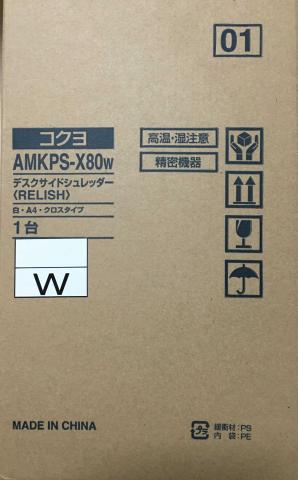 01
コクヨ
AMKPS-X80W
デスクサイドシュレッダー
〈RELISH〉
白・A4・クロスタイプ
1台
W
高温・湿注意
精密機器
MADE IN CHINA
プラ
緩衝材:PS
内 袋:PE